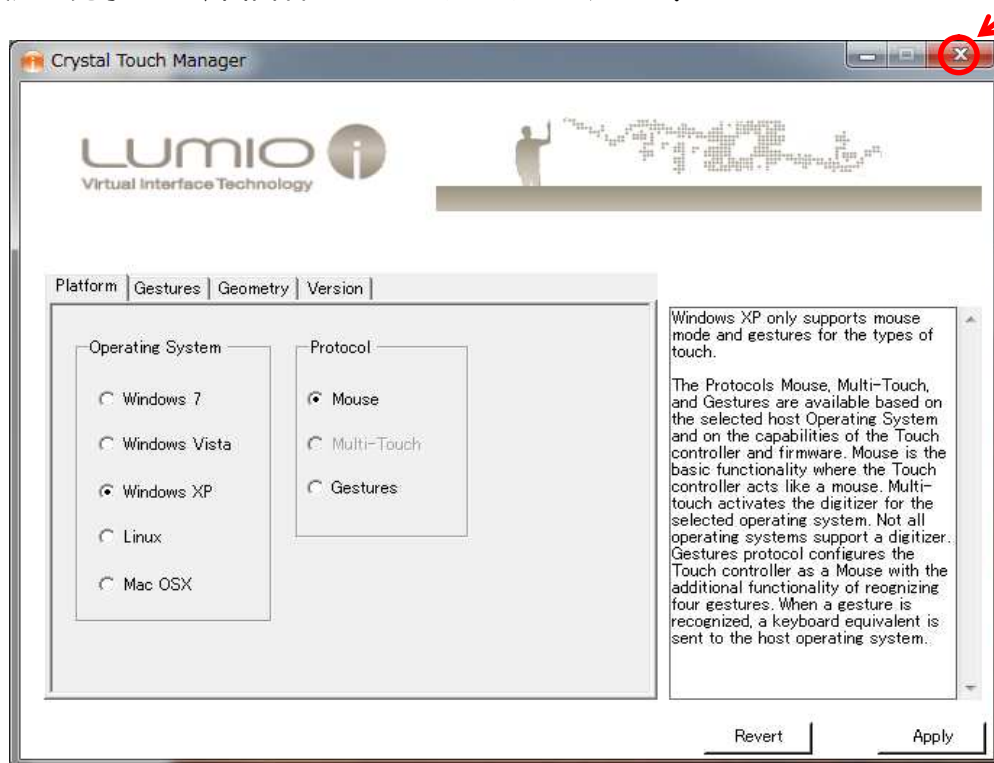 Crystal Touch Manager
LUMIO
Virtual Interface Technology
Platform
Gestures
Geometry
Version
Operating System
Windows 7
Windows Vista
Windows XP
Linux
Mac OSX
Protocol
Mouse
Multi-Touch
Gestures
Windows XP only supports mouse
mode and gestures for the types of
touch.
The Protocols Mouse, Multi-Touch,
and Gestures are available based on
the selected host Operating System
and on the capabilities of the Touch
controller and firmware. Mouse is the
basic functionality where the Touch
controller acts like a mouse. Multi-
touch activates the digitizer for the
selected operating system. Not all
operating systems support a digitizer.
Gestures protocol configures the
Touch controller as a Mouse with the
additional functionality of reognizing
four gestures. When a gesture is
recognized, a keyboard equivalent is
sent to the host operating system.
Revert
Apply